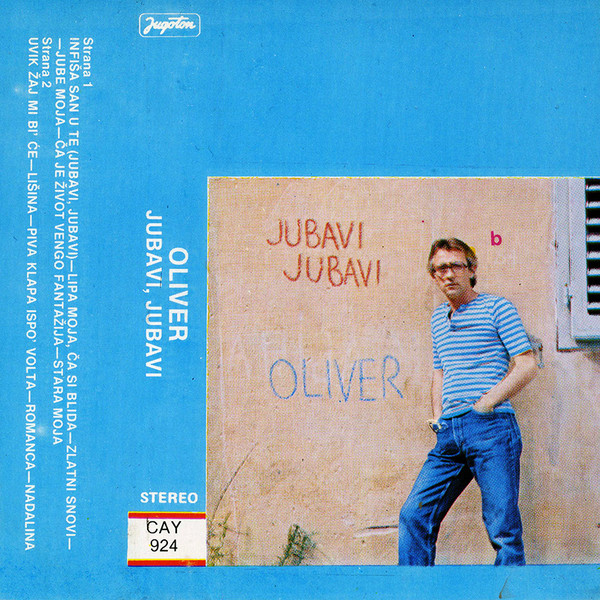 Jugoton
Strana 1
INFIŠA SAN U TE (JUBAVI, JUBAVI)—LIPA MOJA, ČA SI BLIDA—ZLATNI SNOVI—
—JUBE MOJA—ČA JE ŽIVOT VENGO FANTAŽIJA—STARA MOJA
Strana 2
UVIK ŽAJ MI BI' ĆE—LIŠINA—PIVA KLAPA ISPO' VOLTA—ROMANCA—NADALINA
OLIVER
JUBAVI, JUBAVI
STEREO
CAY
924
JUBAVI
JUBAVI
b
OLIVER